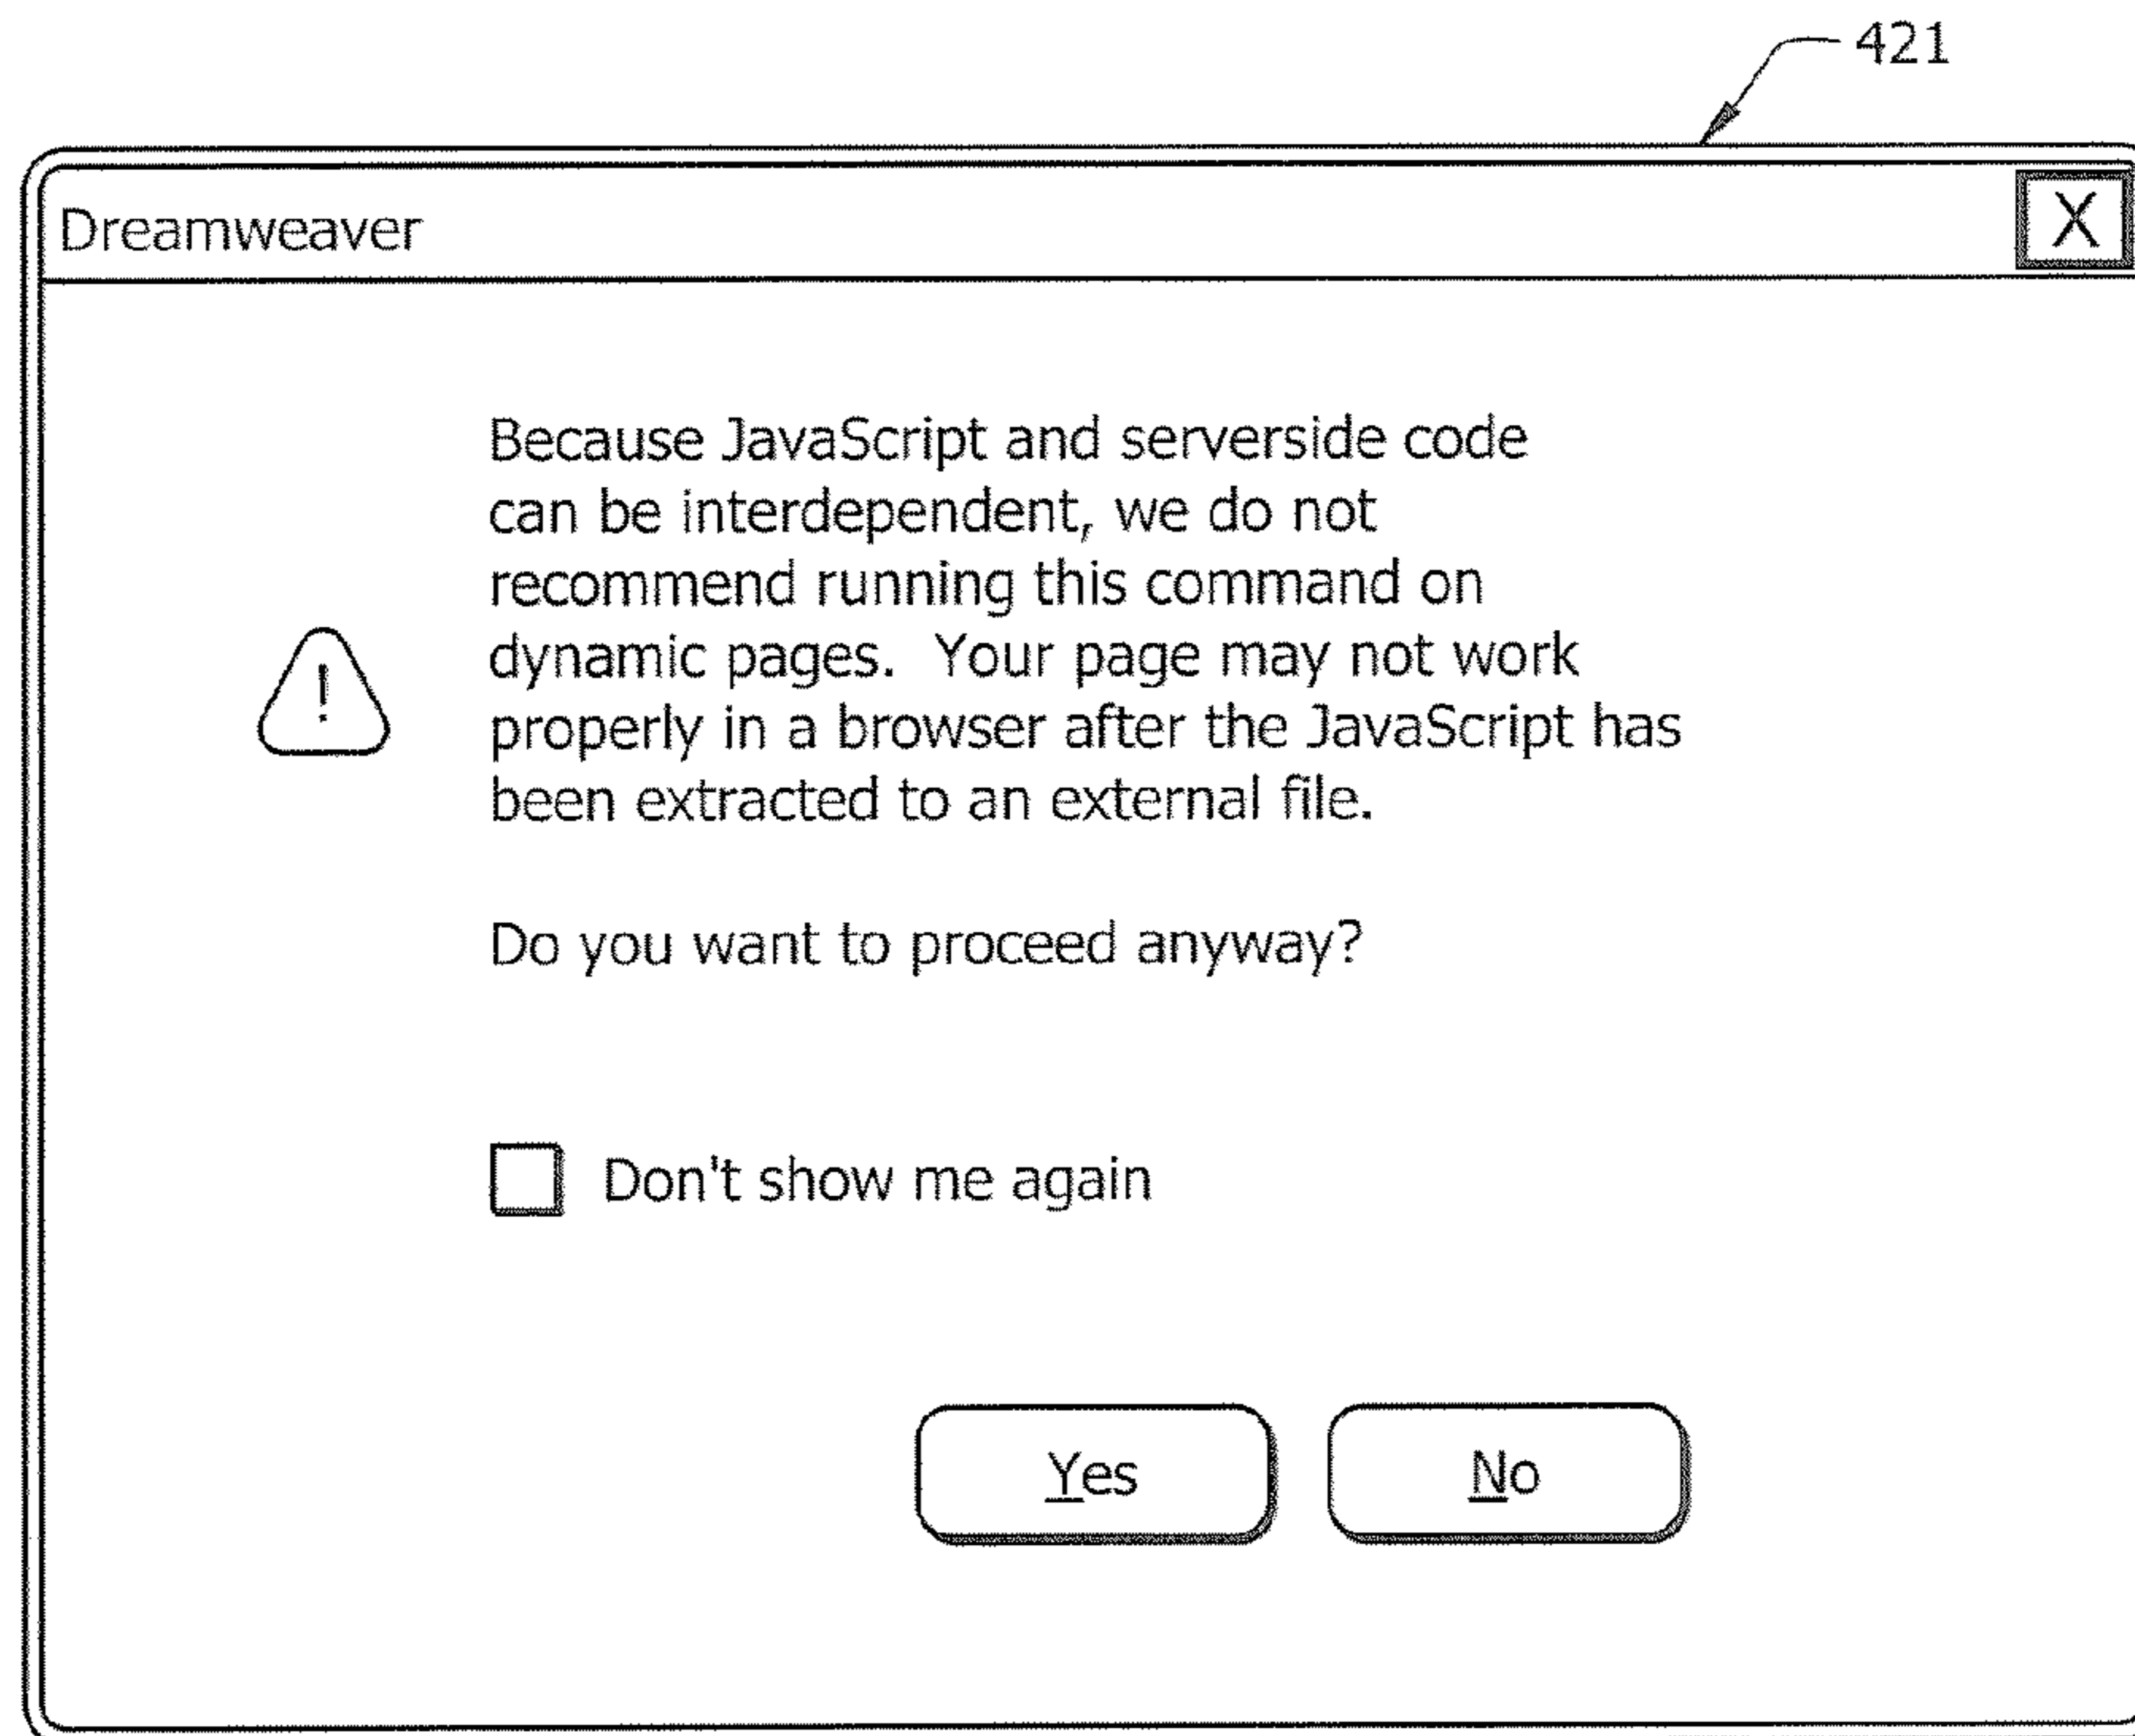 421
Dreamweaver X
Because JavaScript and serverside code
can be interdependent, we do not
recommend running this command on
dynamic pages. Your page may not work
properly in a browser after the JavaScript has
been extracted to an external file.
!
Do you want to proceed anyway?
Don't show me again
Yes No